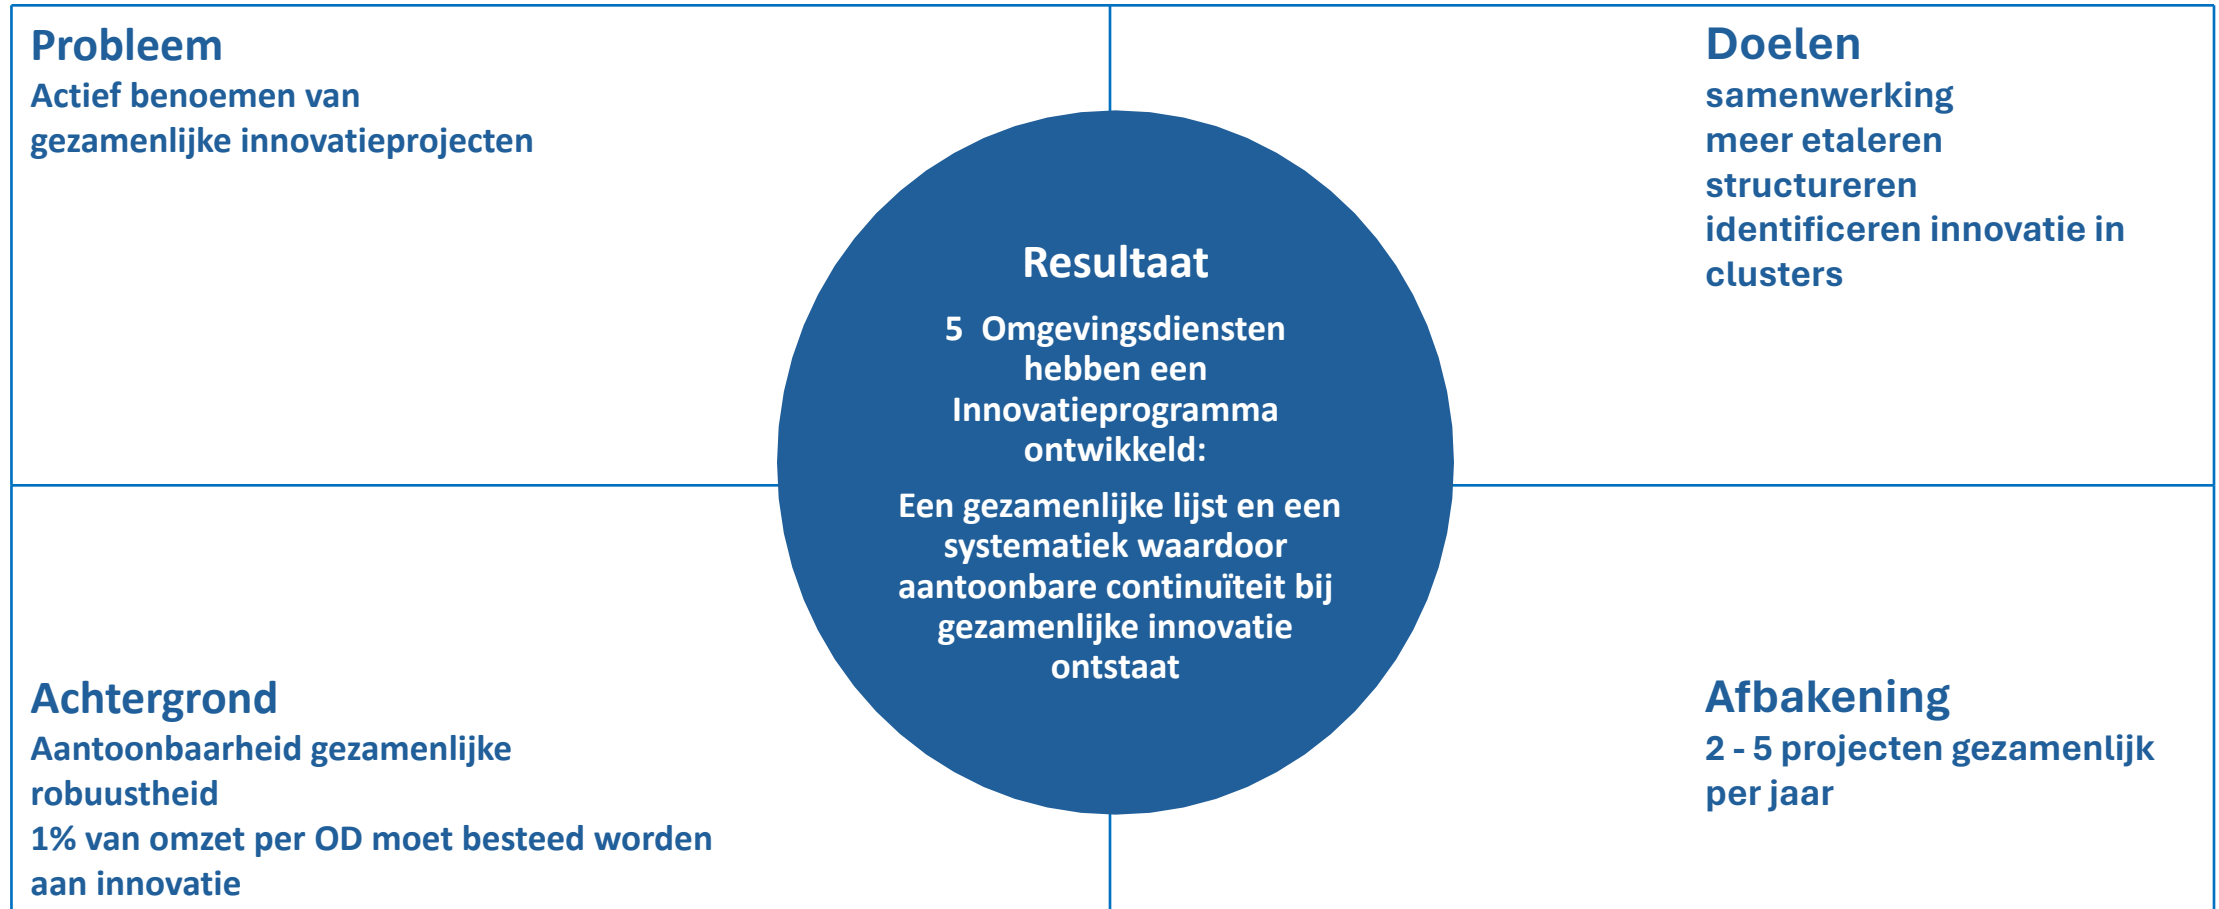 Probleem
Actief benoemen van
gezamenlijke innovatieprojecten
Doelen
samenwerking
meer etaleren
structureren
identificeren innovatie in
clusters
Resultaat
5 Omgevingsdiensten
hebben een
Innovatieprogramma
ontwikkeld:
Een gezamenlijke lijst en een
systematiek waardoor
aantoonbare continuïteit bij
gezamenlijke innovatie
ontstaat
Achtergrond
Aantoonbaarheid gezamenlijke
robuustheid
1% van omzet per OD moet besteed worden
aan innovatie
Afbakening
2 - 5 projecten gezamenlijk
per jaar